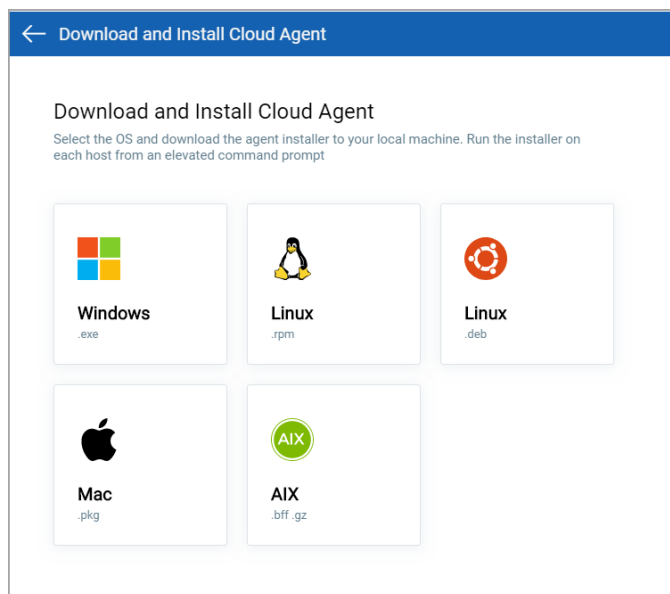 Download and Install Cloud Agent
Download and Install Cloud Agent
Select the OS and download the agent installer to your local machine. Run the installer on
each host from an elevated command prompt
Windows
.exe
Linux
.rpm
Linux
.deb
Mac
.pkg
AIX
AIX
.bff .gz